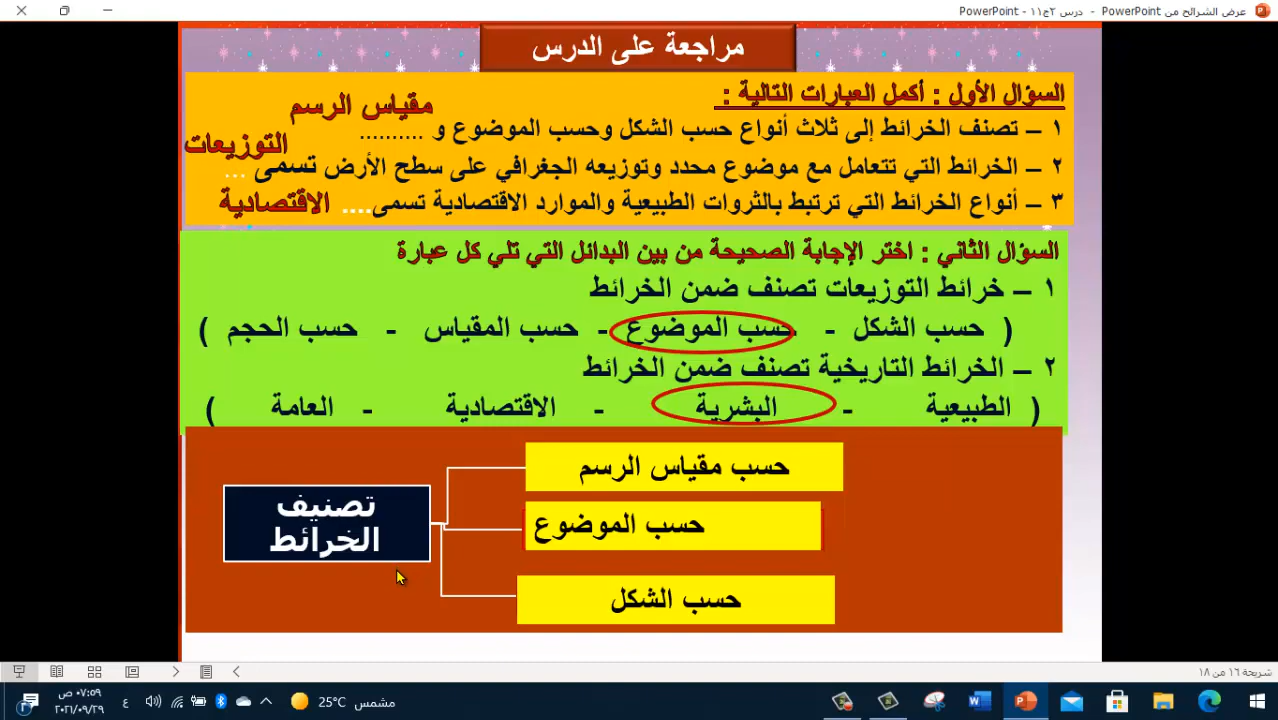 عرض الشرائح من PowerPoint - درس ٢ج١١ - PowerPoint
مراجعة على الدرس
السؤال الأول : أكمل العبارات التالية :
مقياس الرسم
١ – تصنف الخرائط إلى ثلاث أنواع حسب الشكل وحسب الموضوع و ..........
التوزيعات
٢ – الخرائط التي تتعامل مع موضوع محدد وتوزيعه الجغرافي على سطح الأرض تسمى ...
٣ – أنواع الخرائط التي ترتبط بالثروات الطبيعية والموارد الاقتصادية تسمى.... الاقتصادية
السؤال الثاني : اختر الإجابة الصحيحة من بين البدائل التي تلي كل عبارة
١ – خرائط التوزيعات تصنف ضمن الخرائط
( حسب الشكل - حسب الموضوع - حسب المقياس - حسب الحجم )
٢ – الخرائط التاريخية تصنف ضمن الخرائط
( الطبيعية - البشرية - الاقتصادية - العامة )
حسب مقياس الرسم
تصنيف
الخرائط
حسب الموضوع
حسب الشكل
شريحة ١٦ من ١٨
٠٧:٥٩ ص
٢٠٢١/٠٩/٢٩
ع
25°C مشمس